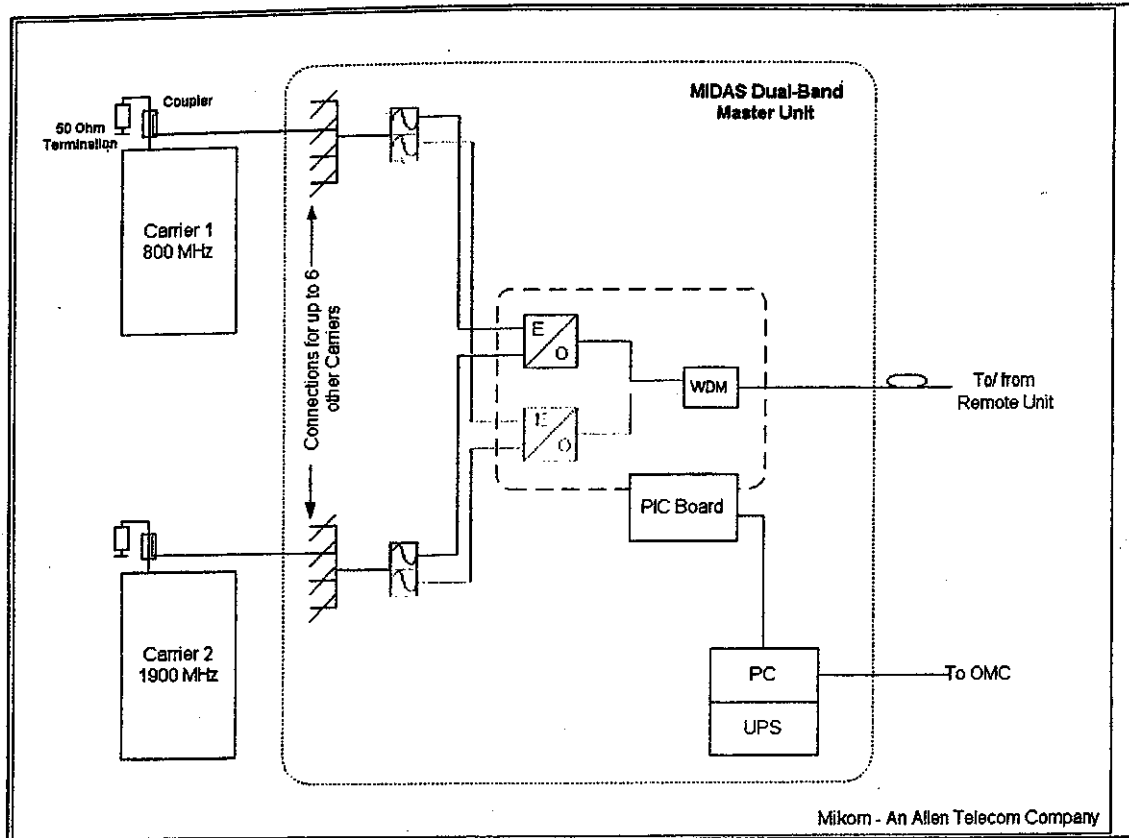 MIDAS Dual-Band
Master Unit
Coupler
50 Ohm
Termination
Carrier 1
800 MHz
Connections for up to 6
other Carriers
E
O
WDM
To/ from
Remote Unit
E
O
PIC Board
Carrier 2
1900 MHz
PC
To OMC
UPS
Mikom - An Allen Telecom Company